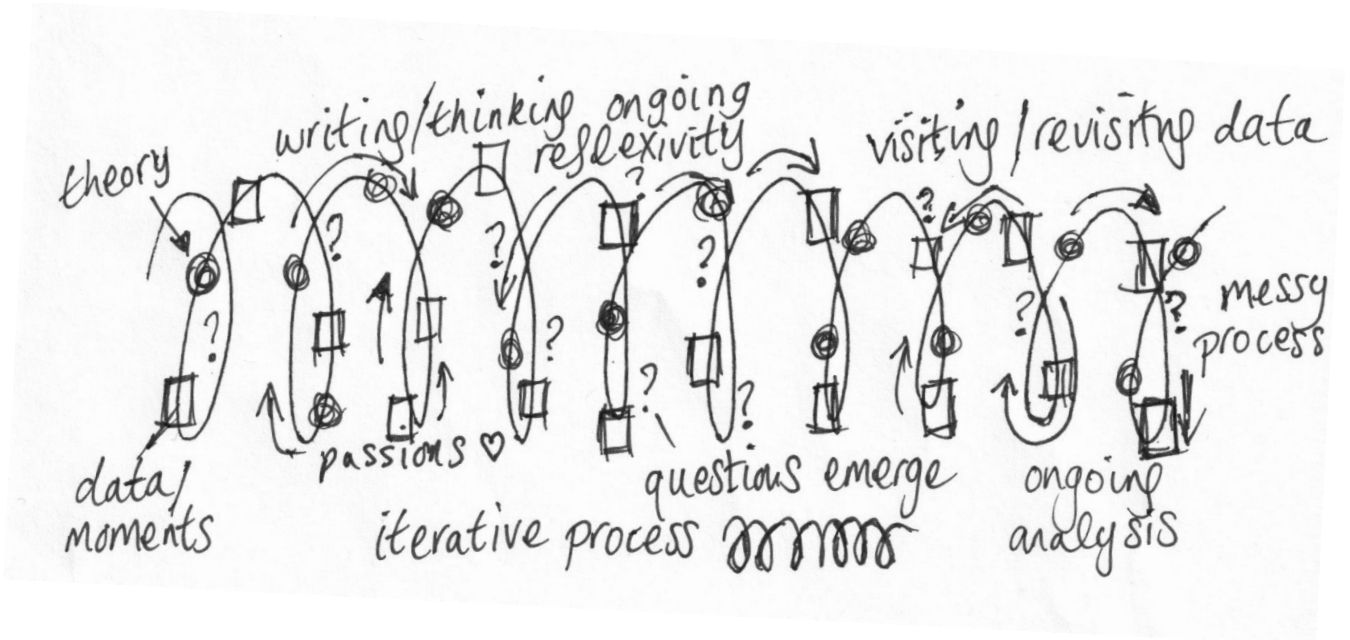 writing/thinking ongoing
reflexivity
visiting/revisiting data
theory
?
?
?
?
?
?
?
?
?
?
?
messy
process
passions ♡
data/
moments
questions emerge
iterative process
ongoing
analysis